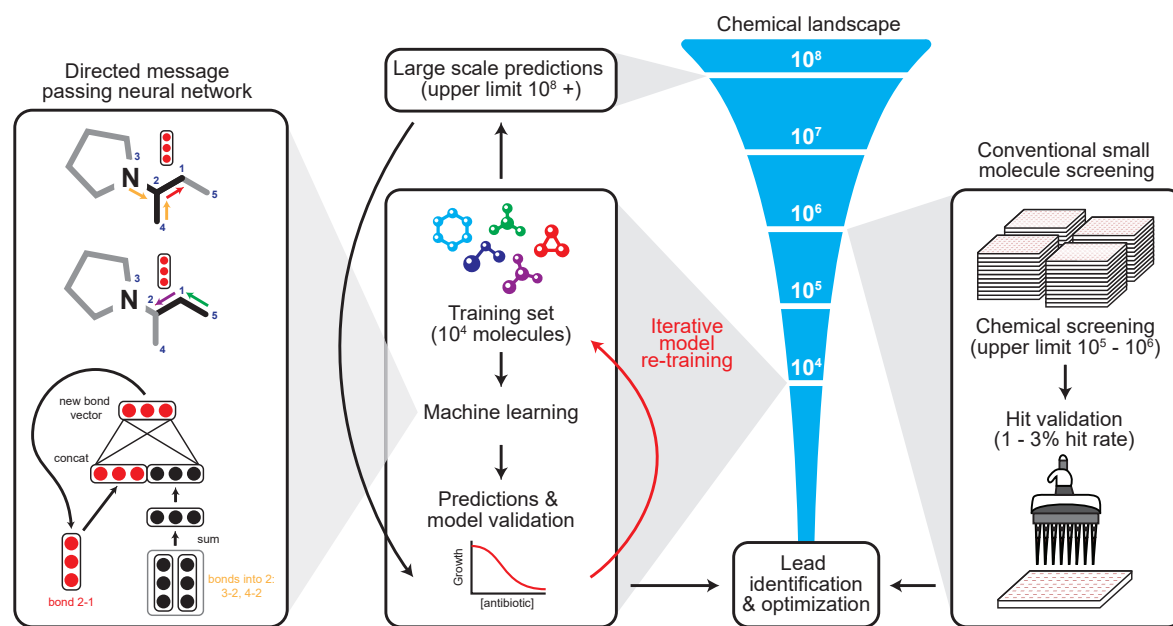 Directed message
passing neural network
3
N
2
1
5
4
3
N
2
1
5
4
new bond
vector
concat
sum
bond 2-1
bonds into 2:
3-2, 4-2
Large scale predictions
(upper limit 10⁸ +)
Training set
(10⁴ molecules)
Machine learning
Predictions &
model validation
Growth
[antibiotic]
Iterative
model
re-training
Chemical landscape
10⁸
10⁷
10⁶
10⁵
10⁴
Lead
identification
& optimization
Conventional small
molecule screening
Chemical screening
(upper limit 10⁵ - 10⁶)
Hit validation
(1 - 3% hit rate)